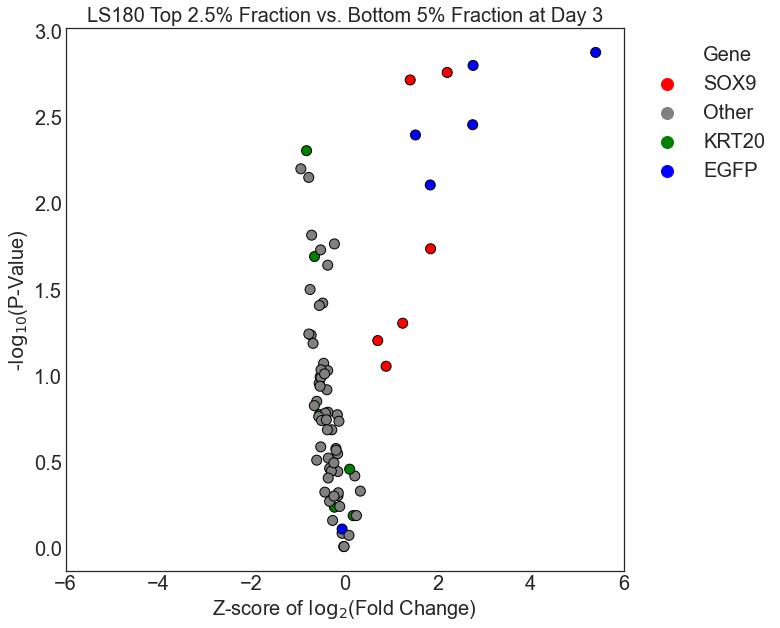 LS180 Top 2.5% Fraction vs. Bottom 5% Fraction at Day 3
3.0
2.5
2.0
1.5
1.0
0.5
0.0
-log₁₀(P-Value)
−6
−4
−2
0
2
4
6
Z-score of log₂(Fold Change)
Gene
SOX9
Other
KRT20
EGFP